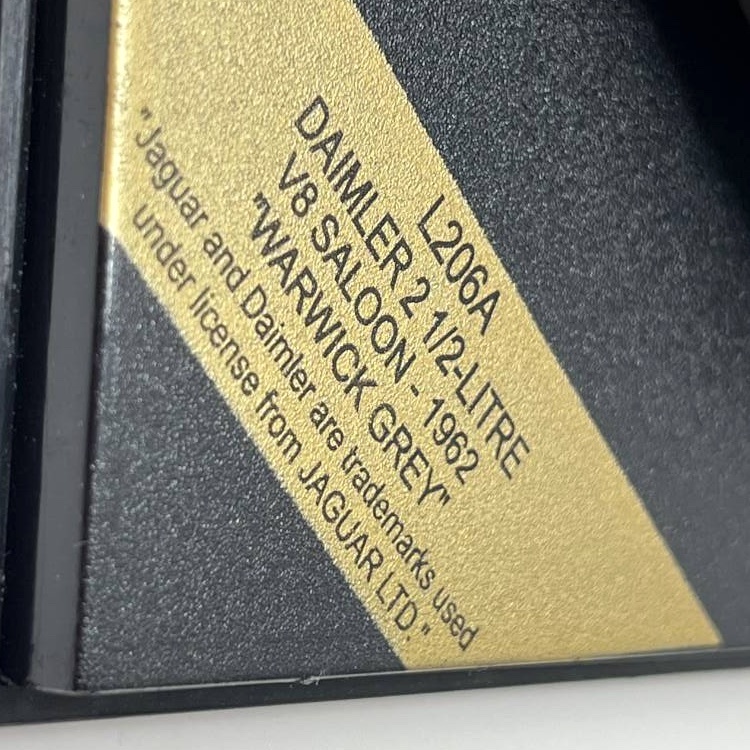 L206A
DAIMLER 2 1/2-LITRE
V8 SALOON - 1962
"WARWICK GREY"
"Jaguar and Daimler are trademarks used
under license from JAGUAR LTD."